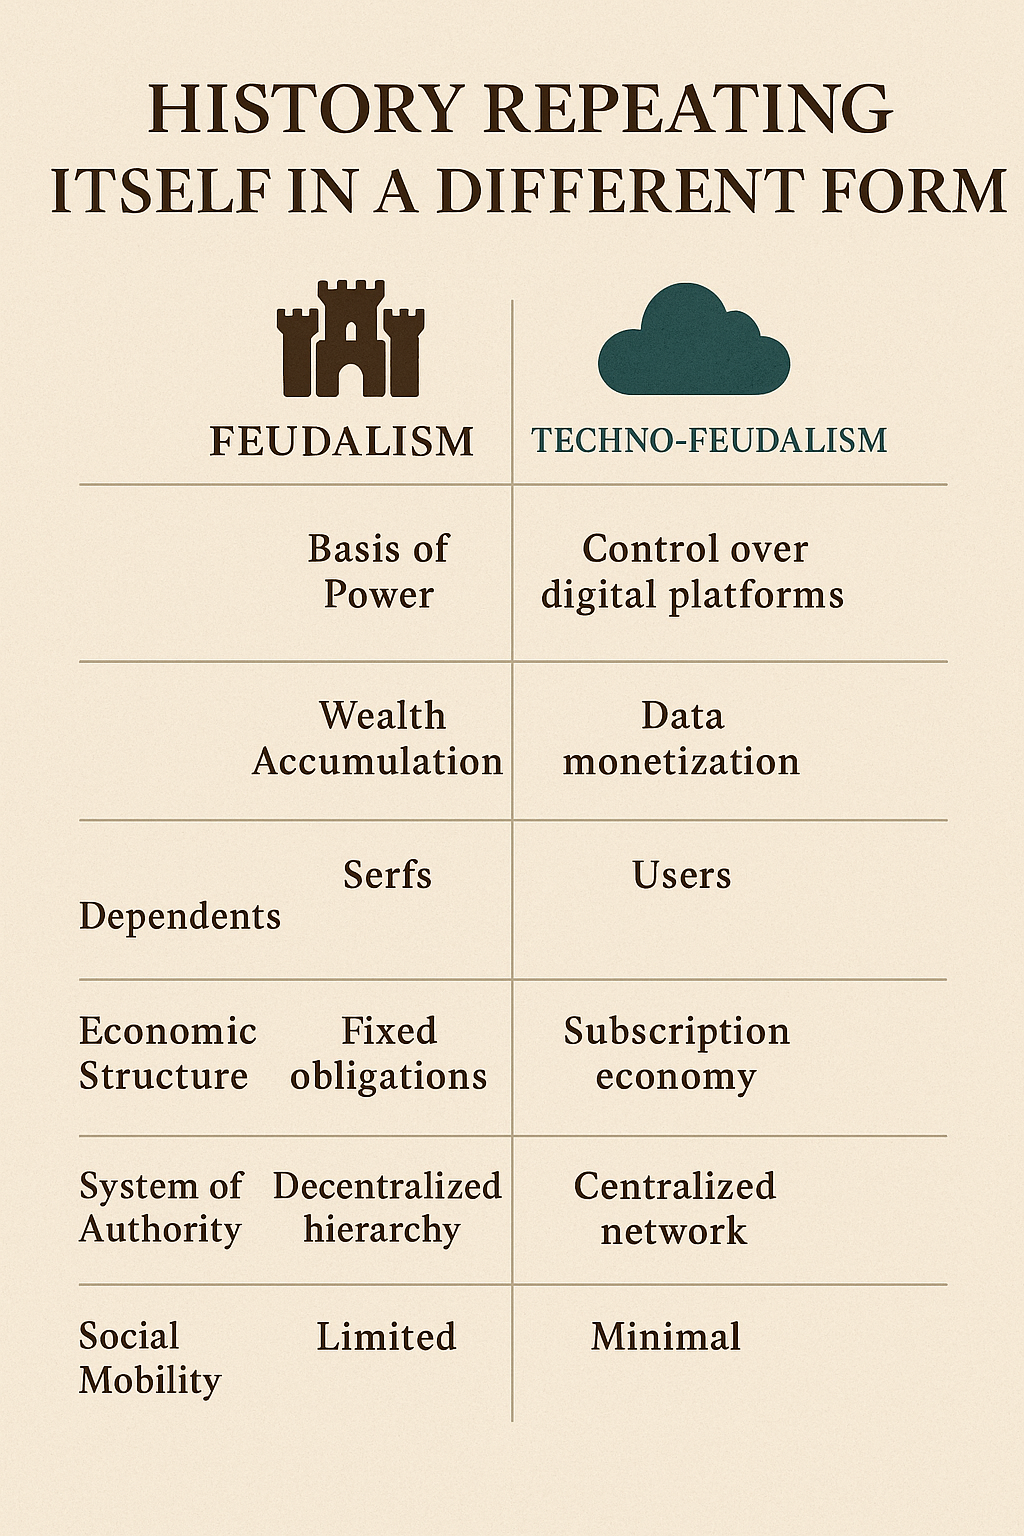 HISTORY REPEATING
ITSELF IN A DIFFERENT FORM
FEUDALISM
TECHNO-FEUDALISM
Basis of
Power
Control over
digital platforms
Wealth
Accumulation
Data
monetization
Dependents
Serfs
Users
Economic
Structure
Fixed
obligations
Subscription
economy
System of
Authority
Decentralized
hierarchy
Centralized
network
Social
Mobility
Limited
Minimal